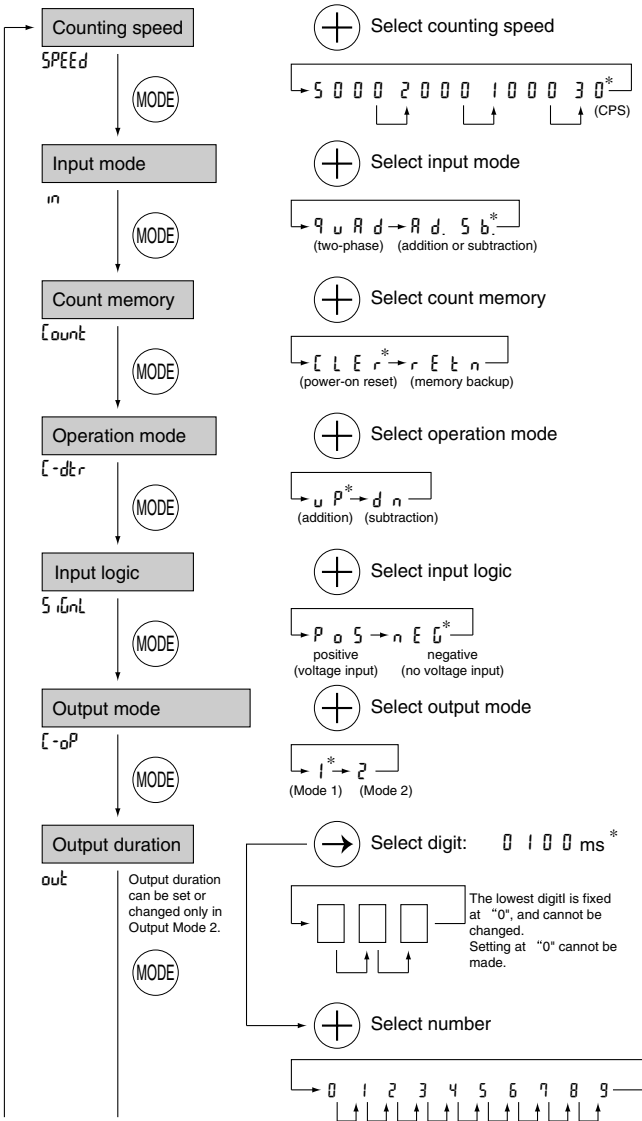 Counting speed
SPEEd
MODE
Select counting speed
5000 2000 1000 30*
(CPS)
Input mode
in
MODE
Select input mode
quAd Ad. Sb.*
(two-phase) (addition or subtraction)
Count memory
Count
MODE
Select count memory
CLEr* rEtn
(power-on reset) (memory backup)
Operation mode
C-dtr
MODE
Select operation mode
uP* dn
(addition) (subtraction)
Input logic
SiGnL
MODE
Select input logic
PoS nEG*
positive negative
(voltage input) (no voltage input)
Output mode
C-oP
MODE
Select output mode
1* 2
(Mode 1) (Mode 2)
Output duration
out
Output duration
can be set or
changed only in
Output Mode 2.
MODE
Select digit: 0100 ms*
The lowest digitl is fixed
at “0", and cannot be
changed.
Setting at “0" cannot be
made.
Select number
0 1 2 3 4 5 6 7 8 9